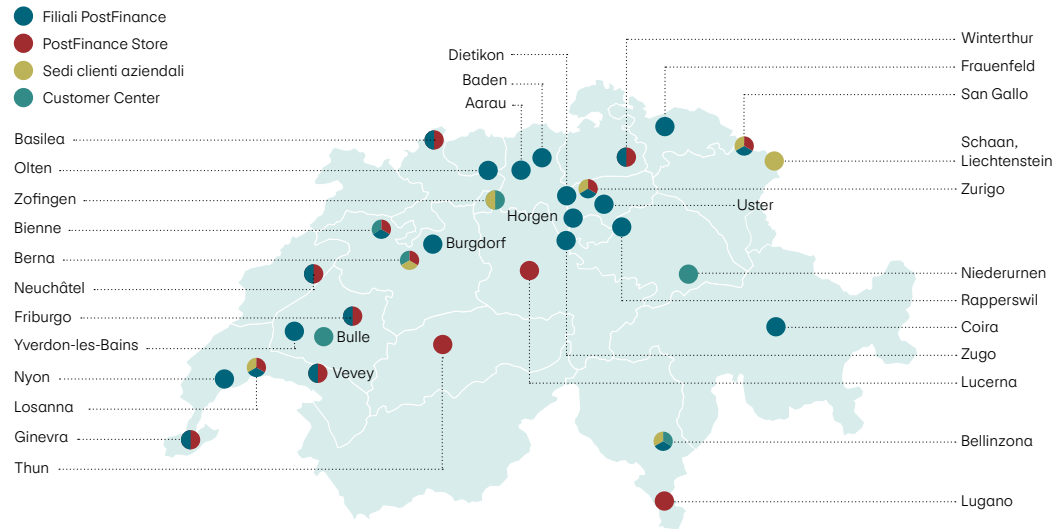 Filiali PostFinance
PostFinance Store
Sedi clienti aziendali
Customer Center
Basilea
Olten
Zofingen
Bienne
Berna
Neuchâtel
Friburgo
Yverdon-les-Bains
Nyon
Losanna
Ginevra
Thun
Dietikon
Baden
Aarau
Horgen
Burgdorf
Bulle
Vevey
Uster
Winterthur
Frauenfeld
San Gallo
Schaan,
Liechtenstein
Zurigo
Niederurnen
Rapperswil
Coira
Zugo
Lucerna
Bellinzona
Lugano